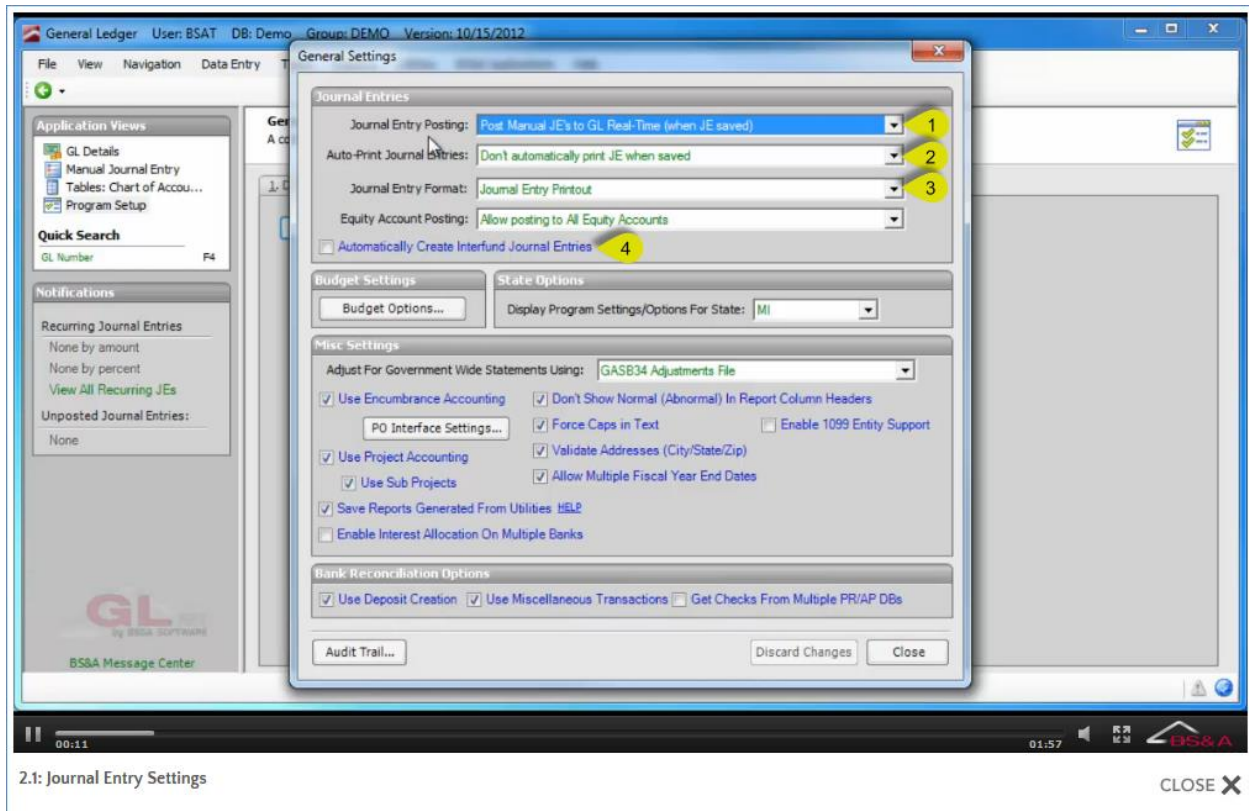 General Ledger User: BSAT DB: Demo Group: DEMO Version: 10/15/2012
File View Navigation Data Entry T
General Settings
Application Views
GL Details
Manual Journal Entry
Tables: Chart of Accou...
Program Setup
Quick Search
GL Number F4
Notifications
Recurring Journal Entries
None by amount
None by percent
View All Recurring JEs
Unposted Journal Entries:
None
GL
by BS&A SOFTWARE
BS&A Message Center
Gen
A co
1. D
Journal Entries
Journal Entry Posting: Post Manual JE's to GL Real-Time (when JE saved) 1
Auto-Print Journal Entries: Don't automatically print JE when saved 2
Journal Entry Format: Journal Entry Printout 3
Equity Account Posting: Allow posting to All Equity Accounts
Automatically Create Interfund Journal Entries 4
Budget Settings
Budget Options...
State Options
Display Program Settings/Options For State: MI
Misc Settings
Adjust For Government Wide Statements Using: GASB34 Adjustments File
Use Encumbrance Accounting Don't Show Normal (Abnormal) In Report Column Headers
PO Interface Settings... Force Caps in Text Enable 1099 Entity Support
Use Project Accounting Validate Addresses (City/State/Zip)
Use Sub Projects Allow Multiple Fiscal Year End Dates
Save Reports Generated From Utilities HELP
Enable Interest Allocation On Multiple Banks
Bank Reconciliation Options
Use Deposit Creation Use Miscellaneous Transactions Get Checks From Multiple PR/AP DBs
Audit Trail... Discard Changes Close
00:11 01:57 BS&A
2.1: Journal Entry Settings
CLOSE